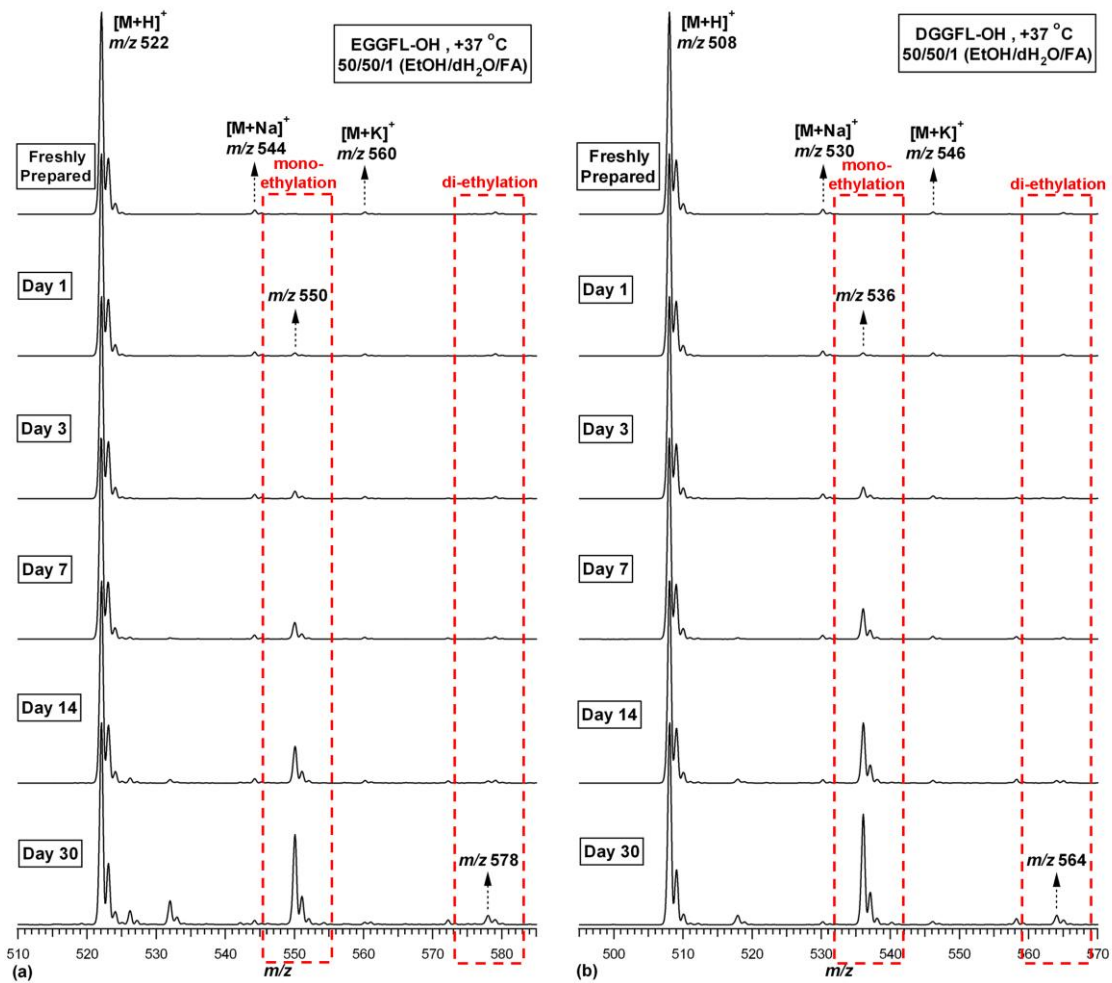 [M+H]+
m/z 522
EGGFL-OH , +37 °C
50/50/1 (EtOH/dH2O/FA)
[M+Na]+
m/z 544
[M+K]+
m/z 560
Freshly
Prepared
mono-
ethylation
di-ethylation
Day 1
m/z 550
Day 3
Day 7
Day 14
Day 30
m/z 578
510 520 530 540 550 560 570 580
(a)
m/z
[M+H]+
m/z 508
DGGFL-OH , +37 °C
50/50/1 (EtOH/dH2O/FA)
[M+Na]+
m/z 530
[M+K]+
m/z 546
Freshly
Prepared
mono-
ethylation
di-ethylation
Day 1
m/z 536
Day 3
Day 7
Day 14
Day 30
m/z 564
500 510 520 530 540 550 560 570
(b)
m/z